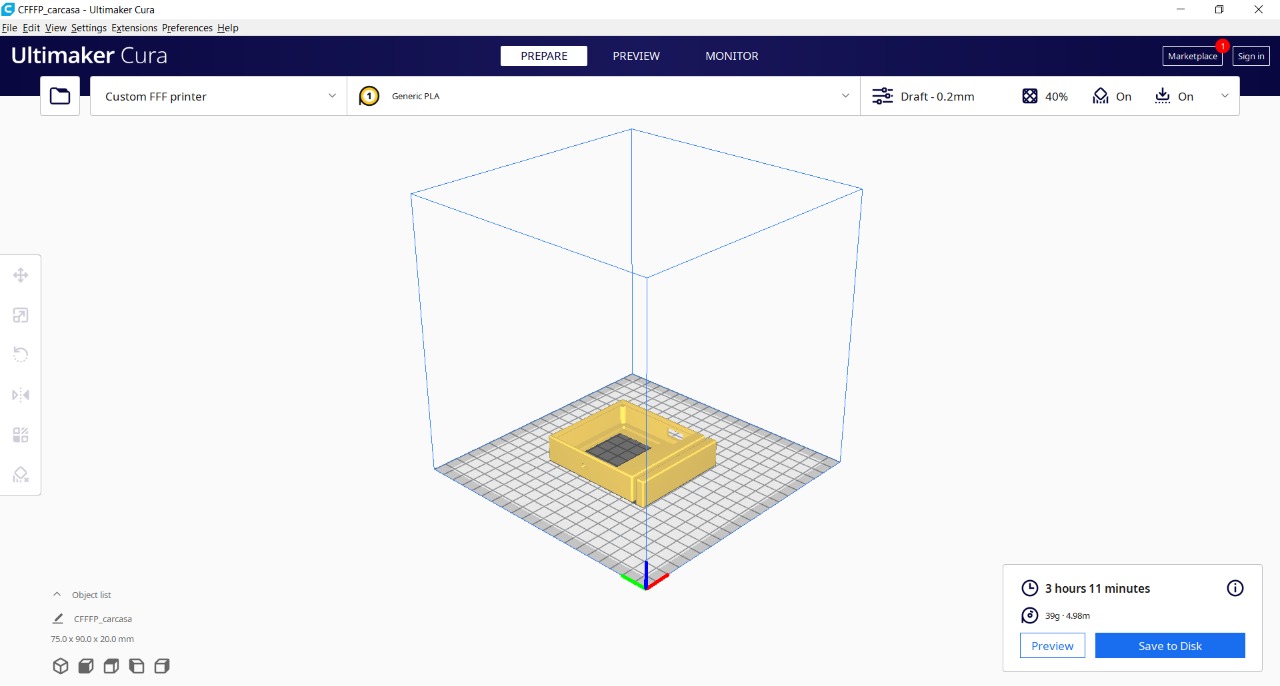 CFFFP_carcasa - Ultimaker Cura
File Edit View Settings Extensions Preferences Help
Ultimaker Cura
PREPARE PREVIEW MONITOR
1
Marketplace Sign in
Custom FFF printer
1 Generic PLA
Draft - 0.2mm 40% On On
Object list
CFFFP_carcasa
75.0 x 90.0 x 20.0 mm
3 hours 11 minutes
39g · 4.98m
Preview Save to Disk